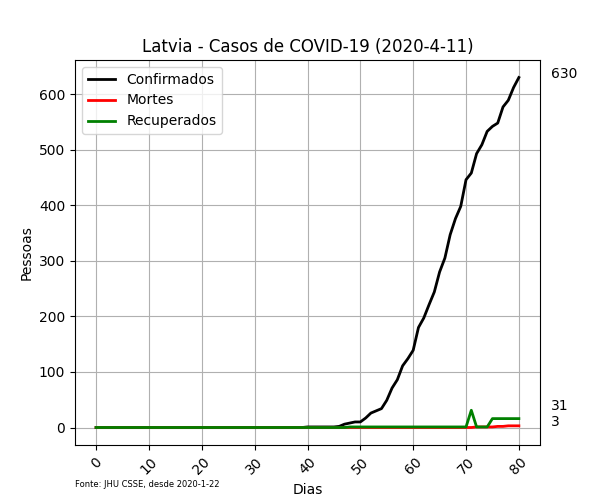 Latvia - Casos de COVID-19 (2020-4-11)
Confirmados
Mortes
Recuperados
630
31
3
Pessoas
600
500
400
300
200
100
0
0 10 20 30 40 50 60 70 80
Dias
Fonte: JHU CSSE, desde 2020-1-22